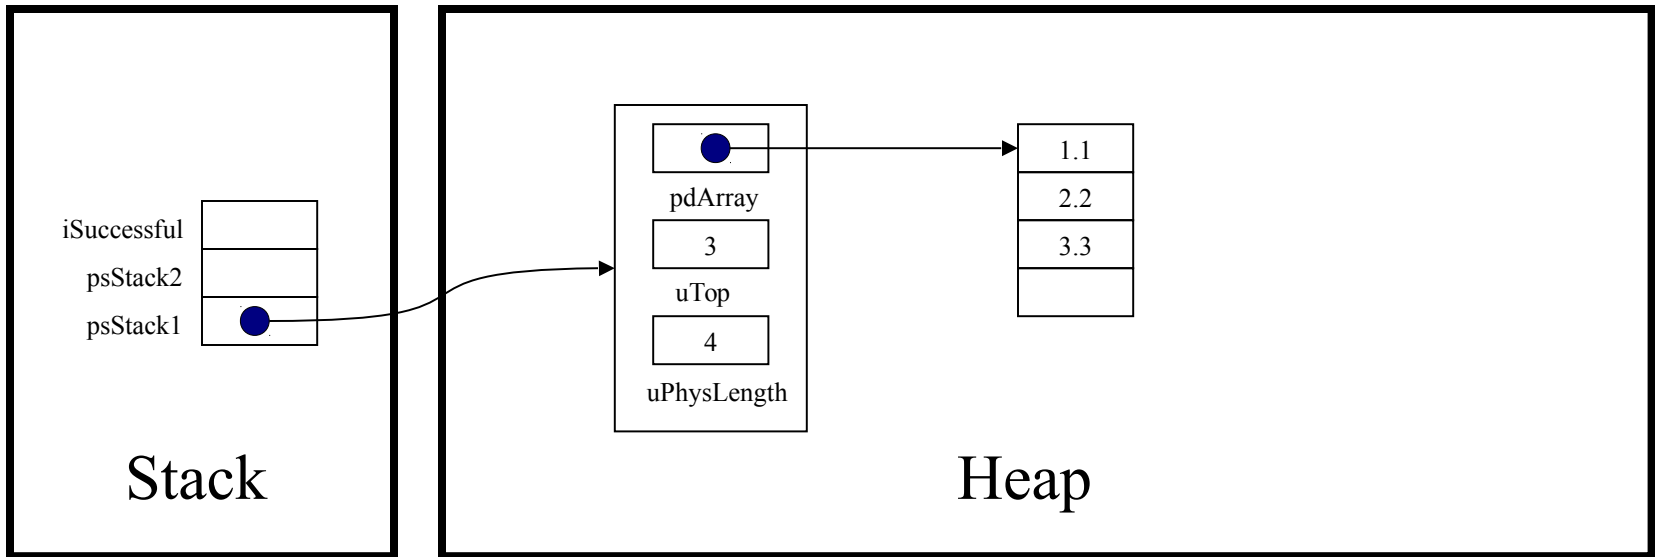 iSuccessful
psStack2
psStack1
Stack
pdArray
3
uTop
4
uPhysLength
1.1
2.2
3.3
Heap